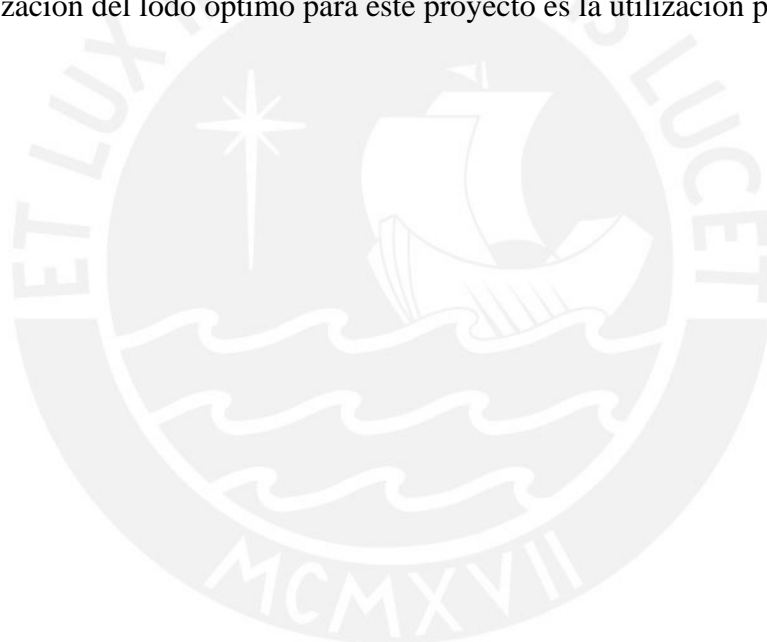 zación del lodo óptimo para este proyecto es la utilización p
ET LUX
LUCET
MCMXVII